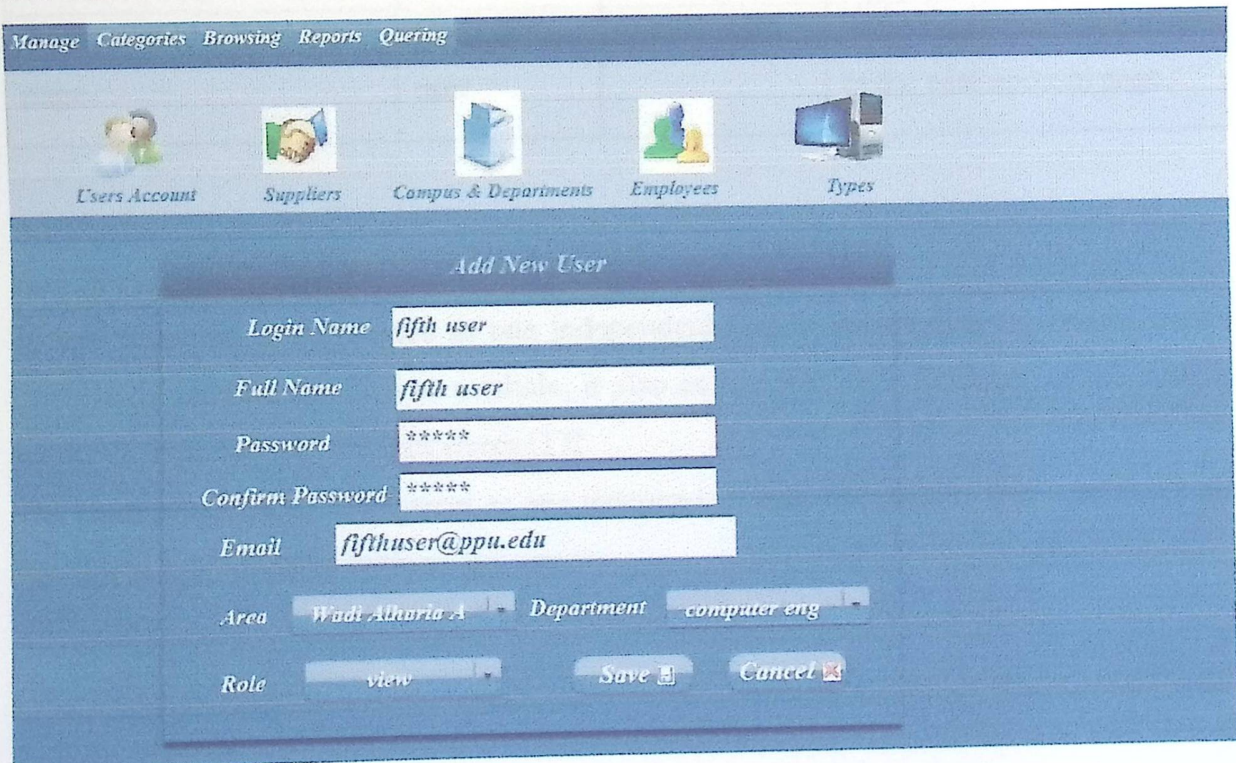 Manage Categories Browsing Reports Quering
Users Account Suppliers Campus & Departments Employees Types
Add New User
Login Name fifth user
Full Name fifth user
Password *****
Confirm Password *****
Email fifthuser@ppu.edu
Area Wadi Alharia A Department computer eng
Role view Save Cancel